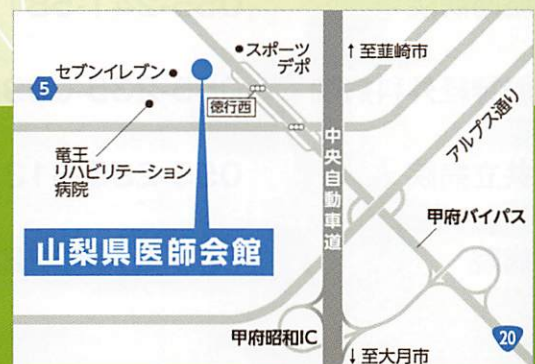 セブンイレブン
スポーツ
デポ
↑至韮崎市
5
徳行西
アルプス通り
竜王
リハビリテーション
病院
中央自動車道
甲府バイパス
山梨県医師会館
甲府昭和IC
20
↓至大月市